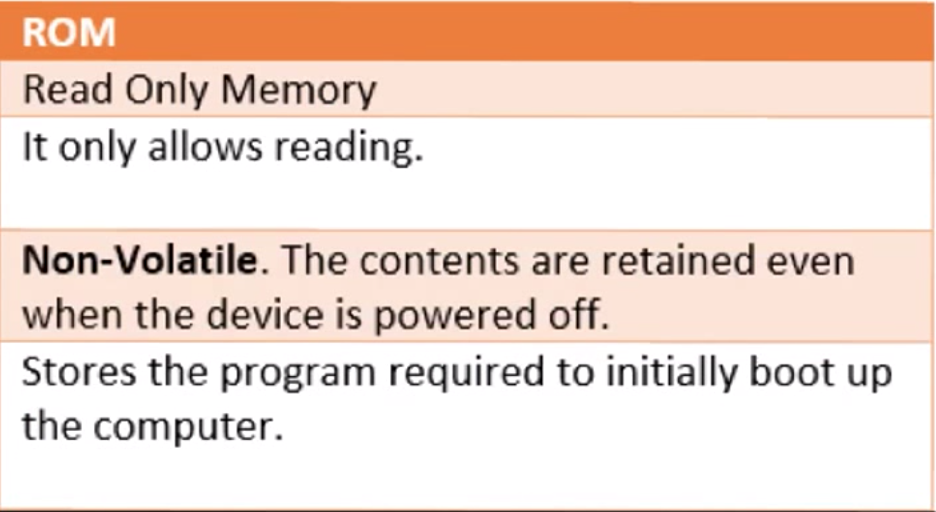 ROM
Read Only Memory
It only allows reading.
Non-Volatile. The contents are retained even
when the device is powered off.
Stores the program required to initially boot up
the computer.